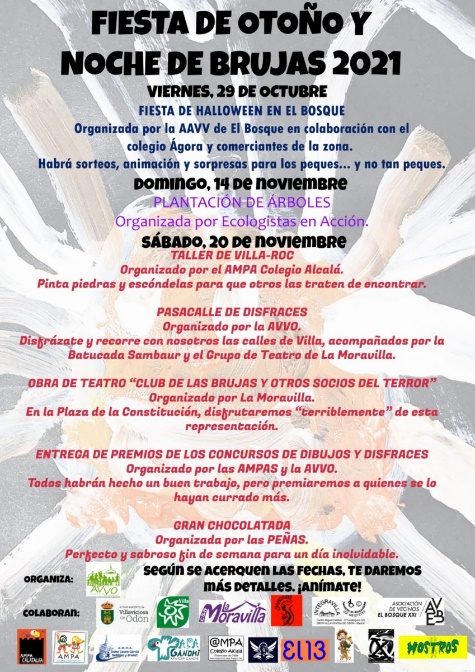 FIESTA DE OTOÑO Y
NOCHE DE BRUJAS 2021
VIERNES, 29 DE OCTUBRE
FIESTA DE HALLOWEEN EN EL BOSQUE
Organizada por la AAVV de El Bosque en colaboración con el
colegio Ágora y comerciantes de la zona.
Habrá sorteos, animación y sorpresas para los peques... y no tan peques.
Domingo, 14 de noviembre
PLANTACIÓN DE ÁRBOLES
Organizada por Ecologistas en Acción.
SÁBADO, 20 DE noviembre
TALLER DE VILLA-ROC
Organizado por el AMPA Colegio Alcalá.
Pinta piedras y escóndelas para que otros las traten de encontrar.
PASACALLE DE DISFRACES
Organizado por la AVVO.
Disfrázate y recorre con nosotros las calles de Villa, acompañados por la
Batucada Sambaur y el Grupo de Teatro de La Moravilla.
OBRA DE TEATRO “CLUB DE LAS BRUJAS Y OTROS SOCIOS DEL TERROR”
Organizado por La Moravilla.
En la Plaza de la Constitución, disfrutaremos “terriblemente” de esta
representación.
ENTREGA DE PREMIOS DE LOS CONCURSOS DE DIBUJOS Y DISFRACES
Organizado por las AMPAS y la AVVO.
Todos habrán hecho un buen trabajo, pero premiaremos a quienes se lo
hayan currado más.
GRAN CHOCOLATADA
Organizada por las PEÑAS.
Perfecto y sabroso fin de semana para un día inolvidable.
Según se acerquen las fechas, te daremos
más detalles. ¡Anímate!
ORGANIZA:
AVVO
COLABORAN:
Villaviciosa
de Odón
Villa
La Moravilla
INTEGRAVILLA
ASOCIACIÓN
DE VECINOS
EL BOSQUE XXI
AMPA
CALATALIFA
AMPA
GANDHI
@MPA
Colegio Alcalá
MOSTROS